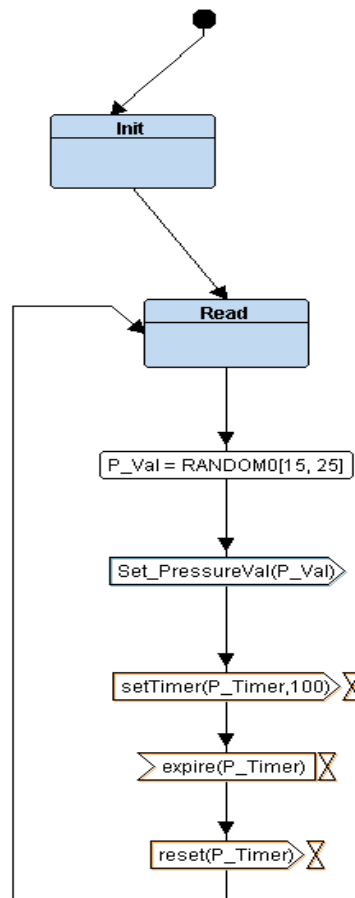 Init
Read
P_Val = RANDOM0[15, 25]
Set_PressureVal(P_Val)
setTimer(P_Timer,100)
expire(P_Timer)
reset(P_Timer)